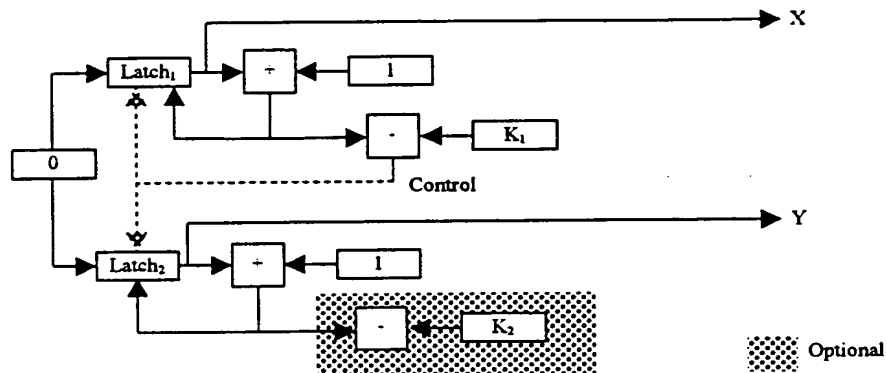 X
Latch₁
+
1
-
K₁
0
Control
Y
Latch₂
+
1
-
K₂
Optional